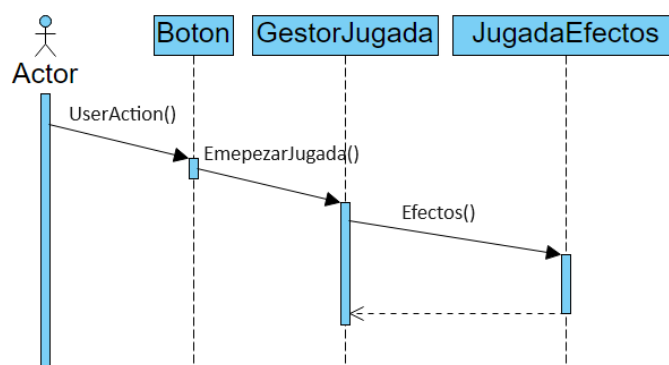 Actor
Boton
GestorJugada
JugadaEfectos
UserAction()
EmepezarJugada()
Efectos()